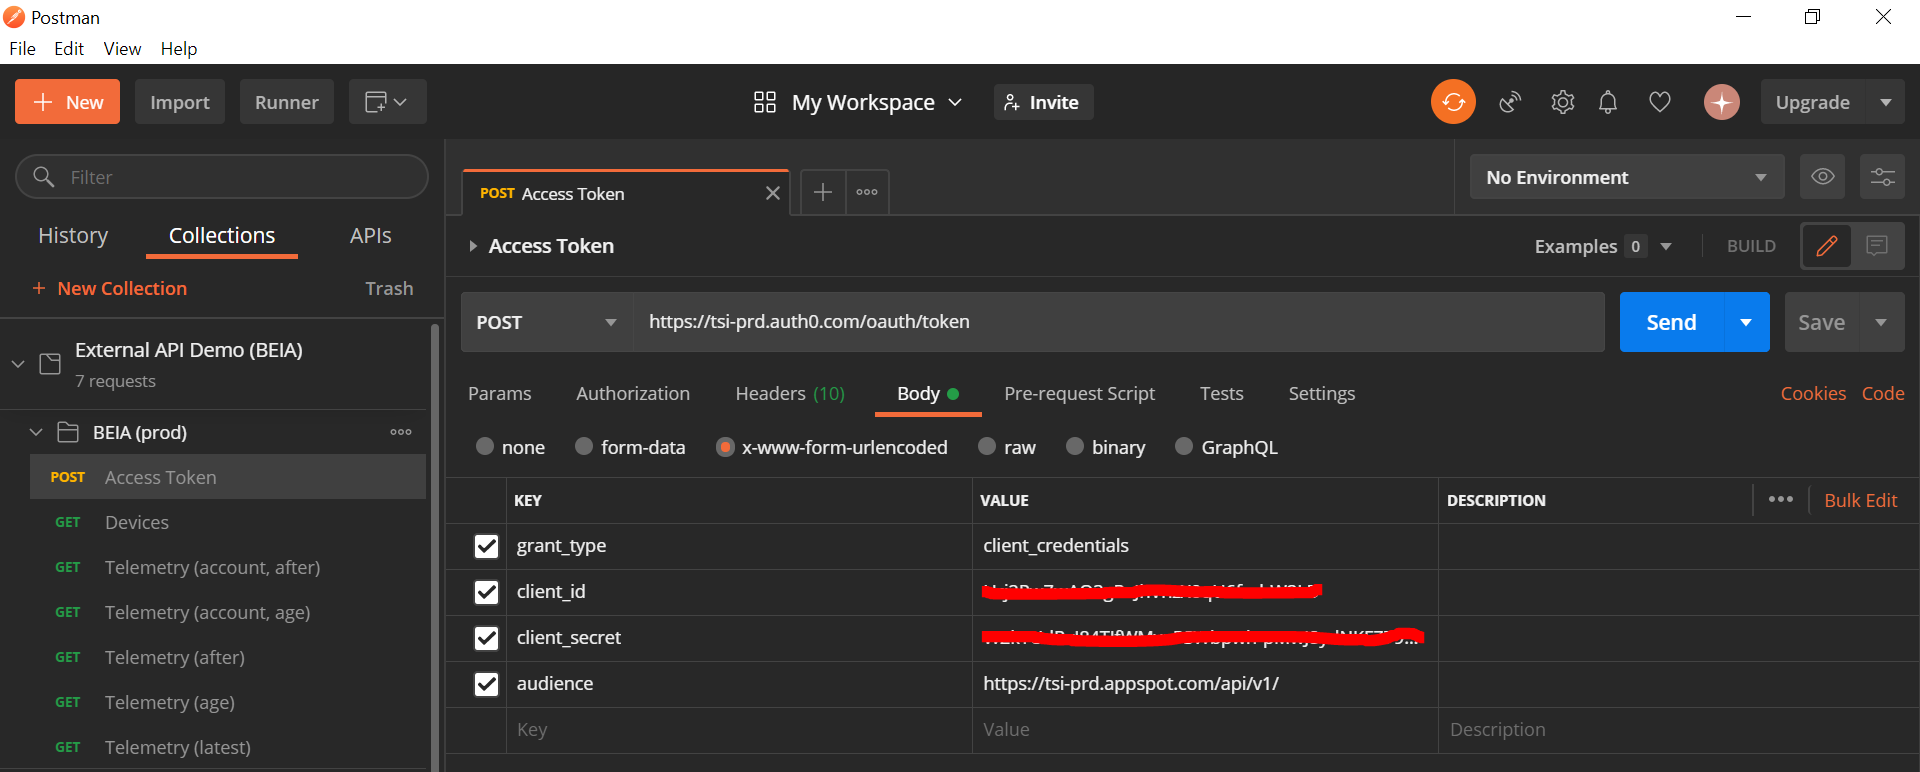 Postman
File Edit View Help
+ New Import Runner My Workspace Invite Upgrade
Filter
History Collections APIs
+ New Collection Trash
External API Demo (BEIA)
7 requests
BEIA (prod)
POST Access Token
GET Devices
GET Telemetry (account, after)
GET Telemetry (account, age)
GET Telemetry (after)
GET Telemetry (age)
GET Telemetry (latest)
POST Access Token
No Environment
Access Token Examples 0 BUILD
POST https://tsi-prd.auth0.com/oauth/token Send Save
Params Authorization Headers (10) Body Pre-request Script Tests Settings Cookies Code
none form-data x-www-form-urlencoded raw binary GraphQL
KEY VALUE DESCRIPTION Bulk Edit
grant_type client_credentials
client_id
client_secret
audience https://tsi-prd.appspot.com/api/v1/
Key Value Description